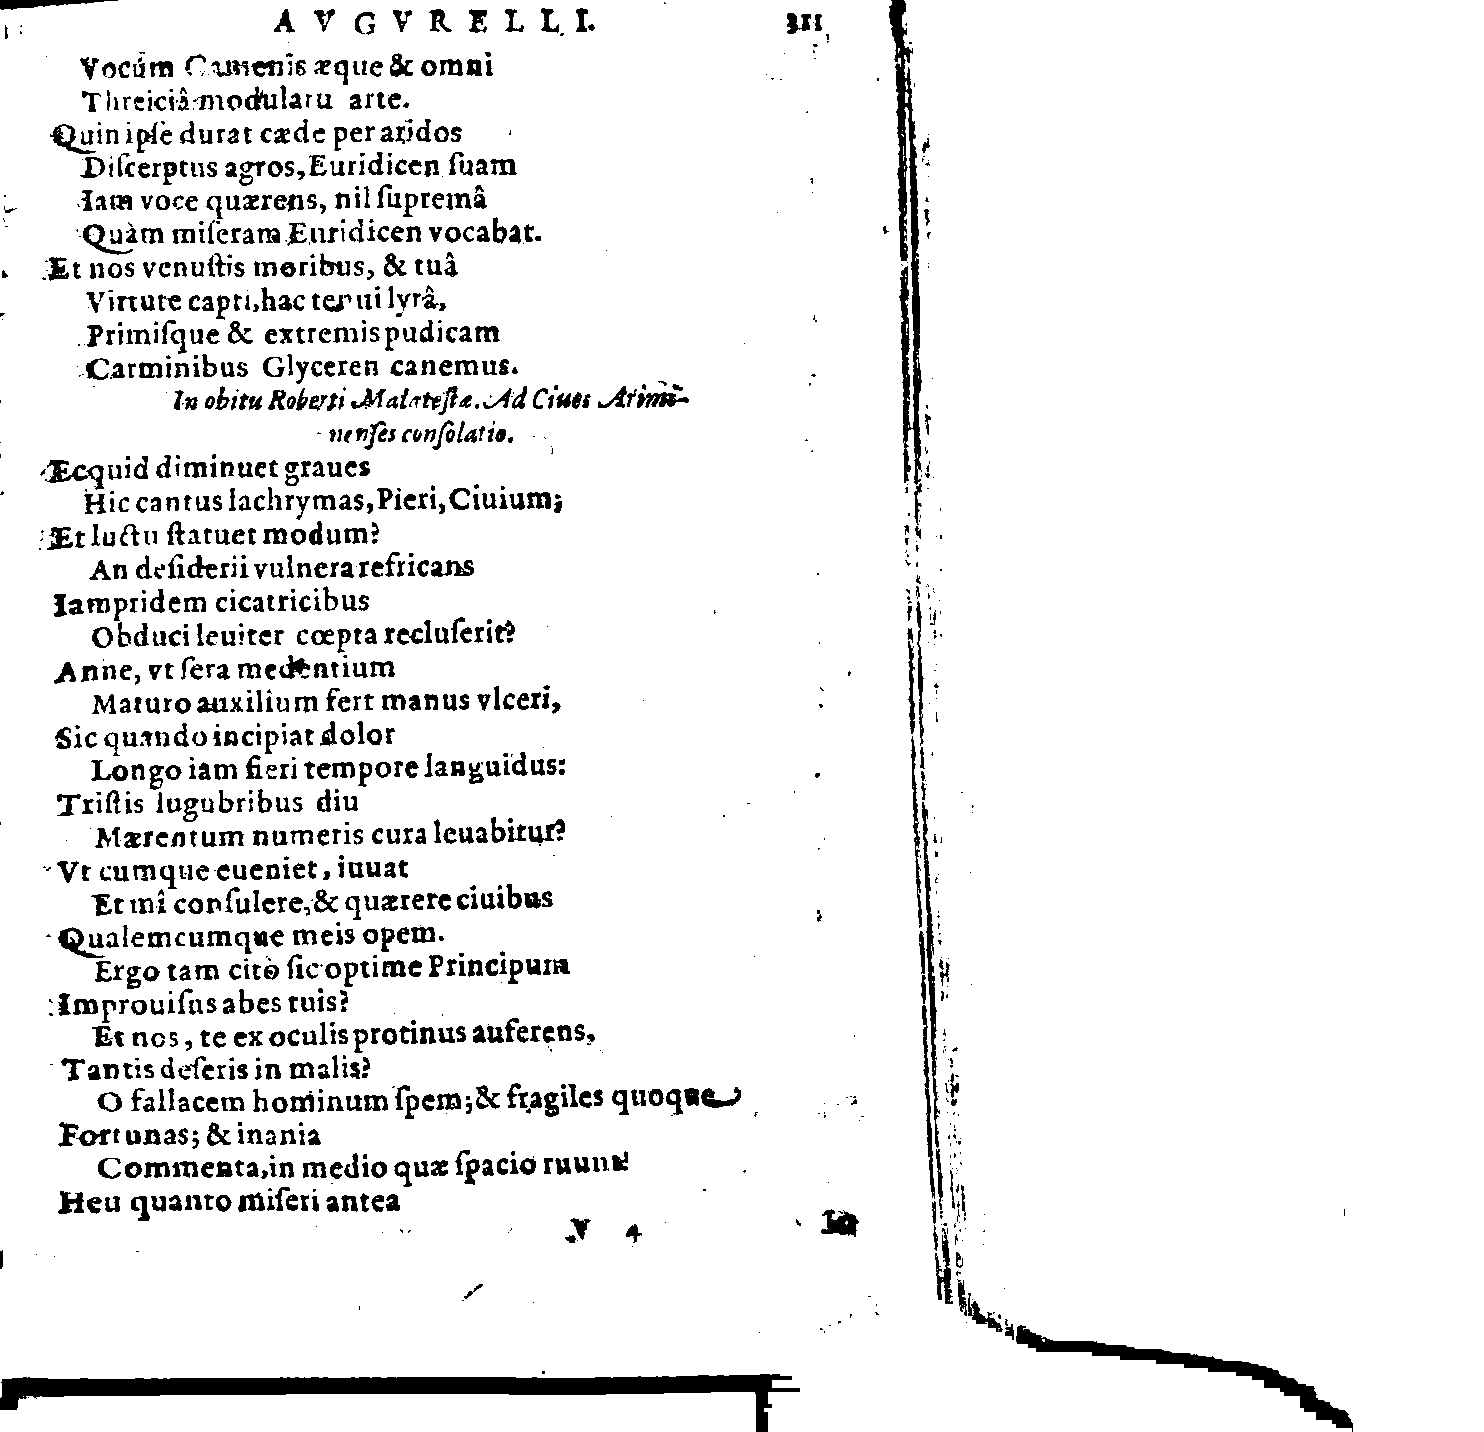 AVGVRELLI. 311
Vocúm Camenis æque & omni
Threiciâ modulatu arte.
Quin ipſè durat cæde per aridos
Diſcerptus agros, Euridicen ſuam
Iam voce quærens, nil ſupremâ
Quàm miſeram Euridicen vocabat.
Et nos venuſtis moribus, & tuâ
Virtute capti, hac tenui lyrâ,
Primiſque & extremis pudicam
Carminibus Glyceren canemus.
In obitu Roberti Malateſtæ. Ad Ciues Arimi-
nenſes conſolatio.
Ecquid diminuet graues
Hic cantus lachrymas, Pieri, Ciuium;
Et luctu ſtatuet modum?
An deſiderii vulnera refricans
Iampridem cicatricibus
Obduci leuiter cœpta recluſerit?
Anne, vt ſera medentium
Maturo auxilium fert manus vlceri,
Sic quando incipiat dolor
Longo iam fieri tempore languidus:
Triſtis lugubribus diu
Mærentum numeris cura leuabitur?
Vt cumque eueniet, iuuat
Et mî conſulere, & quærere ciuibus
Qualemcumque meis opem.
Ergo tam citò ſic optime Principum
Improuiſus abes tuis?
Et nos, te ex oculis protinus auferens,
Tantis deſeris in malis?
O fallacem hominum ſpem; & fragiles quoque
Fortunas; & inania
Commenta, in medio quæ ſpacio ruunt!
Heu quanto miſeri antea
V 4